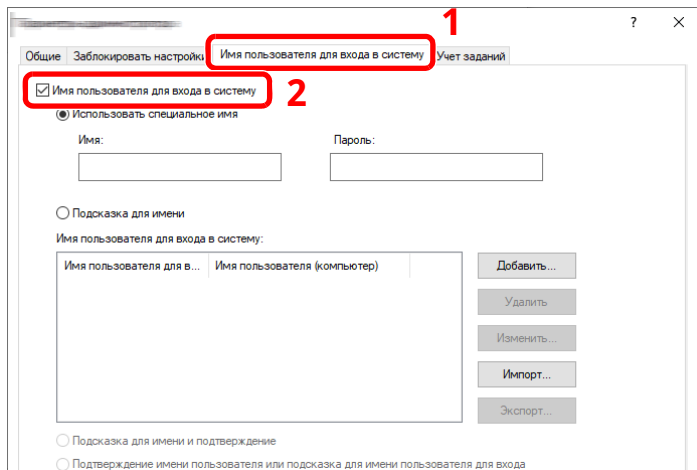 1
? ×
Общие Заблокировать настройки Имя пользователя для входа в систему Учет заданий
Имя пользователя для входа в систему 2
Использовать специальное имя
Имя: Пароль:
Подсказка для имени
Имя пользователя для входа в систему:
Имя пользователя для в... Имя пользователя (компьютер)
Добавить...
Удалить
Изменить...
Импорт...
Экспорт...
Подсказка для имени и подтверждение
Подтверждение имени пользователя или подсказка для имени пользователя для входа